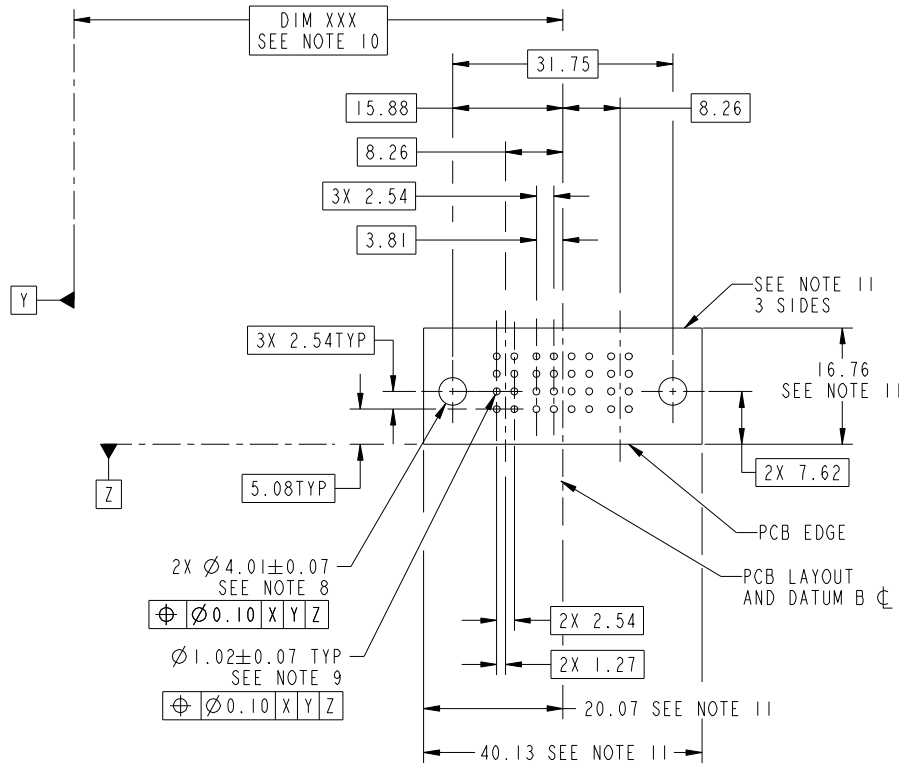 DIM XXX
SEE NOTE 10
31.75
15.88
8.26
8.26
3X 2.54
3.81
Y
SEE NOTE 11
3 SIDES
3X 2.54TYP
16.76
SEE NOTE 11
Z
5.08TYP
2X 7.62
PCB EDGE
2X Ø4.01±0.07
SEE NOTE 8
⌖ Ø0.10 X Y Z
PCB LAYOUT
AND DATUM B ℄
2X 2.54
Ø1.02±0.07 TYP
SEE NOTE 9
2X 1.27
⌖ Ø0.10 X Y Z
20.07 SEE NOTE 11
40.13 SEE NOTE 11